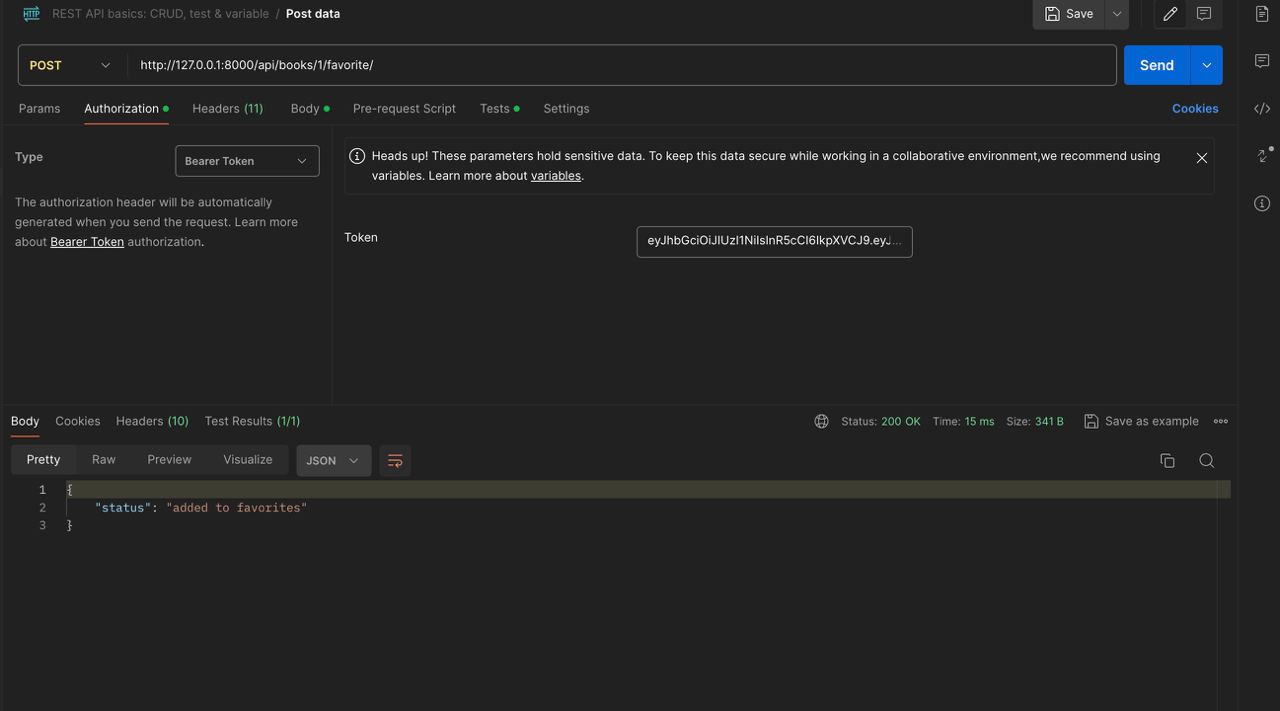 HTTP REST API basics: CRUD, test & variable / Post data
Save
POST http://127.0.0.1:8000/api/books/1/favorite/ Send
Params Authorization Headers (11) Body Pre-request Script Tests Settings Cookies
Type Bearer Token
The authorization header will be automatically
generated when you send the request. Learn more
about Bearer Token authorization.
Heads up! These parameters hold sensitive data. To keep this data secure while working in a collaborative environment,we recommend using
variables. Learn more about variables.
Token eyJhbGciOiJIUzI1NiIsInR5cCI6IkpXVCJ9.eyJ...
Body Cookies Headers (10) Test Results (1/1) Status: 200 OK Time: 15 ms Size: 341 B Save as example
Pretty Raw Preview Visualize JSON
1 {
2 "status": "added to favorites"
3 }